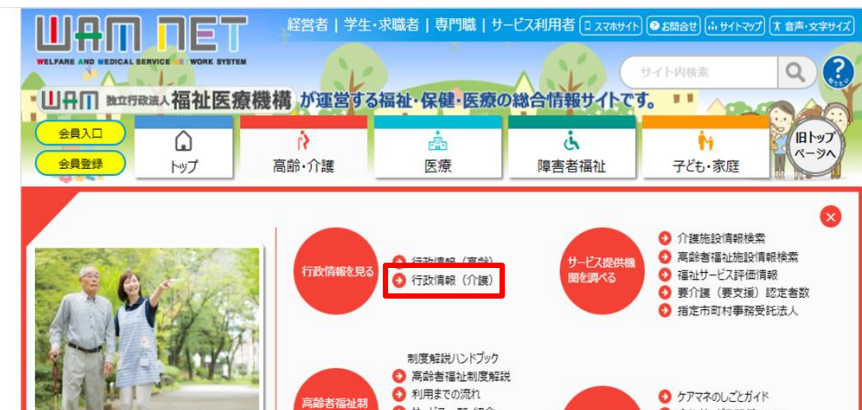 WAM NET
WELFARE AND MEDICAL SERVICE NETWORK SYSTEM
経営者 | 学生・求職者 | 専門職 | サービス利用者
スマホサイト
お問合せ
サイトマップ
音声・文字サイズ
サイト内検索
?
知りたい
WAM 独立行政法人福祉医療機構 が運営する福祉・保健・医療の総合情報サイトです。
会員入口
会員登録
トップ
高齢・介護
医療
障害者福祉
子ども・家庭
旧トップ
ページへ
行政情報を見る
行政情報（高齢）
行政情報（介護）
サービス提供機
関を調べる
介護施設情報検索
高齢者福祉施設情報検索
福祉サービス評価情報
要介護（要支援）認定者数
指定市町村事務受託法人
高齢者福祉制
制度解説ハンドブック
高齢者福祉制度解説
利用までの流れ
ケアマネのしごとガイド